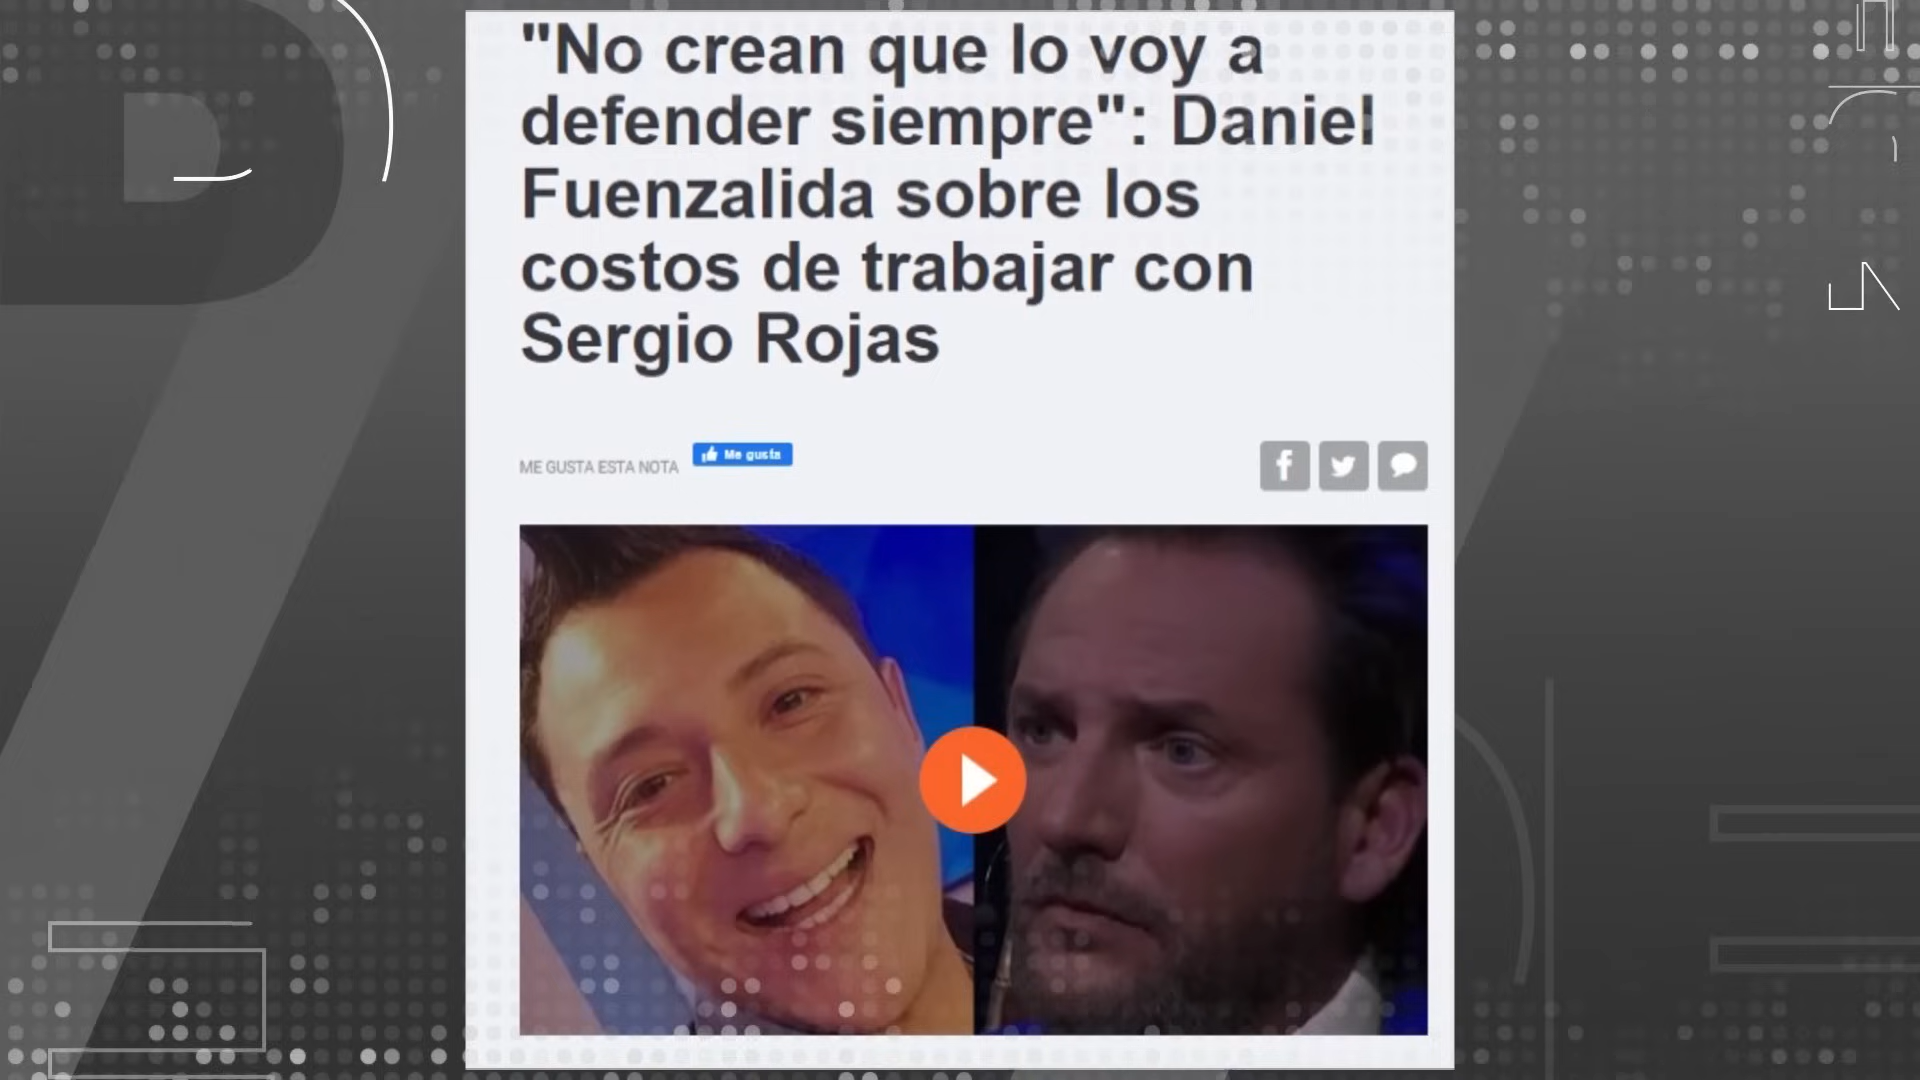 "No crean que lo voy a
defender siempre": Daniel
Fuenzalida sobre los
costos de trabajar con
Sergio Rojas
ME GUSTA ESTA NOTA
Me gusta